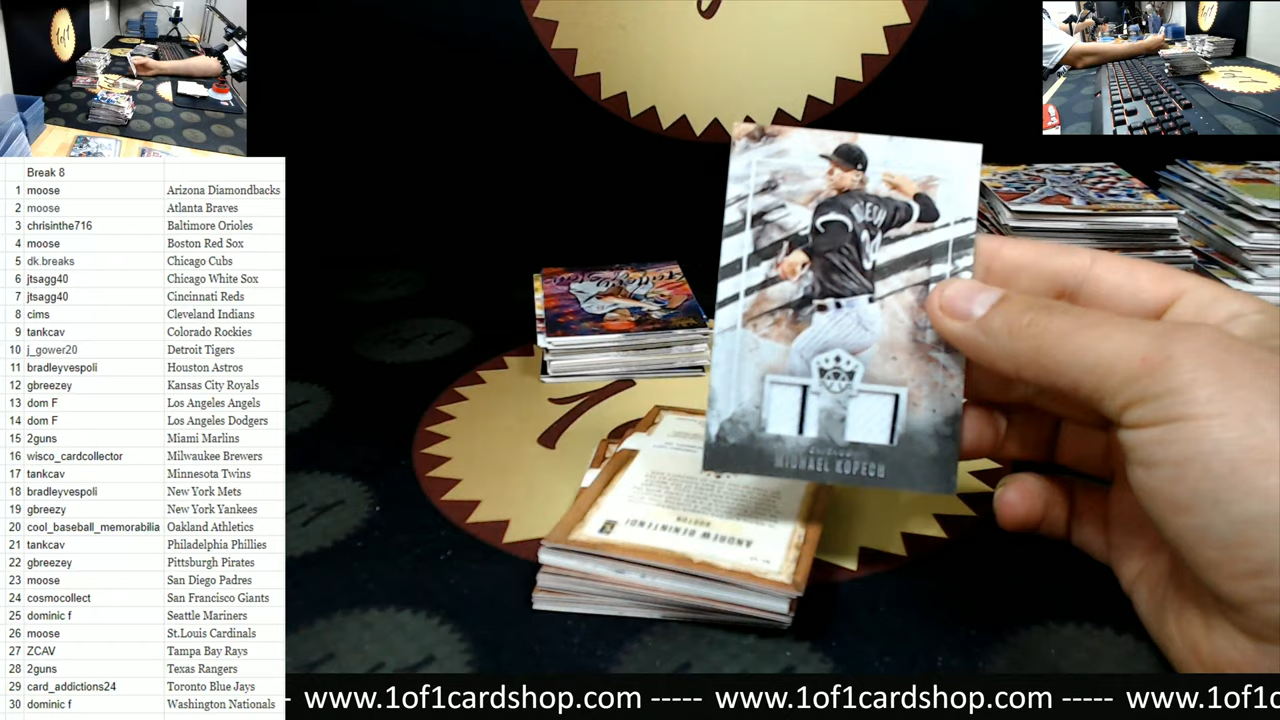 Break 8
1 moose Arizona Diamondbacks
2 moose Atlanta Braves
3 chrisinthe716 Baltimore Orioles
4 moose Boston Red Sox
5 dk.breaks Chicago Cubs
6 jtsagg40 Chicago White Sox
7 jtsagg40 Cincinnati Reds
8 cims Cleveland Indians
9 tankcav Colorado Rockies
10 j_gower20 Detroit Tigers
11 bradleyvespoli Houston Astros
12 gbreezey Kansas City Royals
13 dom F Los Angeles Angels
14 dom F Los Angeles Dodgers
15 2guns Miami Marlins
16 wisco_cardcollector Milwaukee Brewers
17 tankcav Minnesota Twins
18 bradleyvespoli New York Mets
19 gbreezy New York Yankees
20 cool_baseball_memorabilia Oakland Athletics
21 tankcav Philadelphia Phillies
22 gbreezey Pittsburgh Pirates
23 moose San Diego Padres
24 cosmocollect San Francisco Giants
25 dominic f Seattle Mariners
26 moose St.Louis Cardinals
27 ZCAV Tampa Bay Rays
28 2guns Texas Rangers
29 card_addictions24 Toronto Blue Jays
30 dominic f Washington Nationals
1of1
CHICAGO
MICHAEL KOPECH
ANDREW BENINTENDI
BOSTON
- www.1of1cardshop.com ----- www.1of1cardshop.com ----- www.1of1c